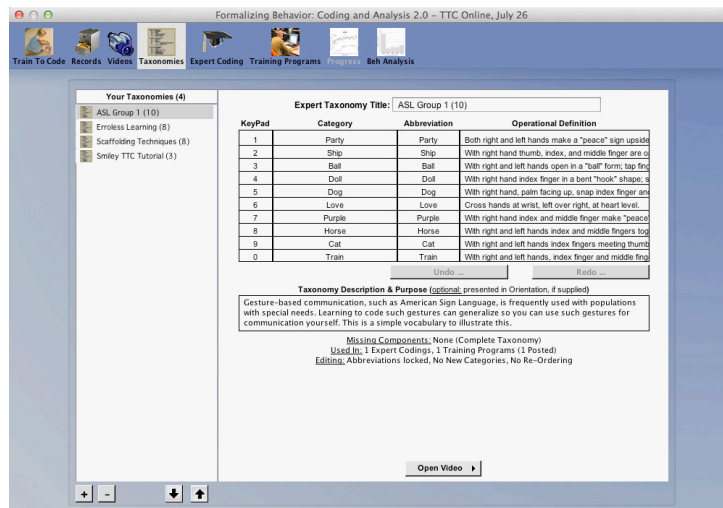 Formalizing Behavior: Coding and Analysis 2.0 – TTC Online, July 26
Train To Code Records Videos Taxonomies Expert Coding Training Programs Progress Beh Analysis
Your Taxonomies (4)
ASL Group 1 (10)
Erroless Learning (8)
Scaffolding Techniques (8)
Smiley TTC Tutorial (3)
Expert Taxonomy Title: ASL Group 1 (10)
KeyPad Category Abbreviation Operational Definition
1 Party Party Both right and left hands make a "peace" sign upside
2 Ship Ship With right hand thumb, index, and middle finger are o
3 Ball Ball With right and left hands open in a "ball" form; tap fing
4 Doll Doll With right hand index finger in a bent "hook" shape; s
5 Dog Dog With right hand, palm facing up, snap index finger and
6 Love Love Cross hands at wrist, left over right, at heart level.
7 Purple Purple With right hand index and middle finger make "peace"
8 Horse Horse With right and left hands index and middle fingers tog
9 Cat Cat With right and left hands index fingers meeting thumb
0 Train Train With right and left hands, index finger and middle fing
Undo ... Redo ...
Taxonomy Description & Purpose (optional; presented in Orientation, if supplied)
Gesture-based communication, such as American Sign Language, is frequently used with populations
with special needs. Learning to code such gestures can generalize so you can use such gestures for
communication yourself. This is a simple vocabulary to illustrate this.
Missing Components: None (Complete Taxonomy)
Used In: 1 Expert Codings, 1 Training Programs (1 Posted)
Editing: Abbreviations locked, No New Categories, No Re-Ordering
Open Video